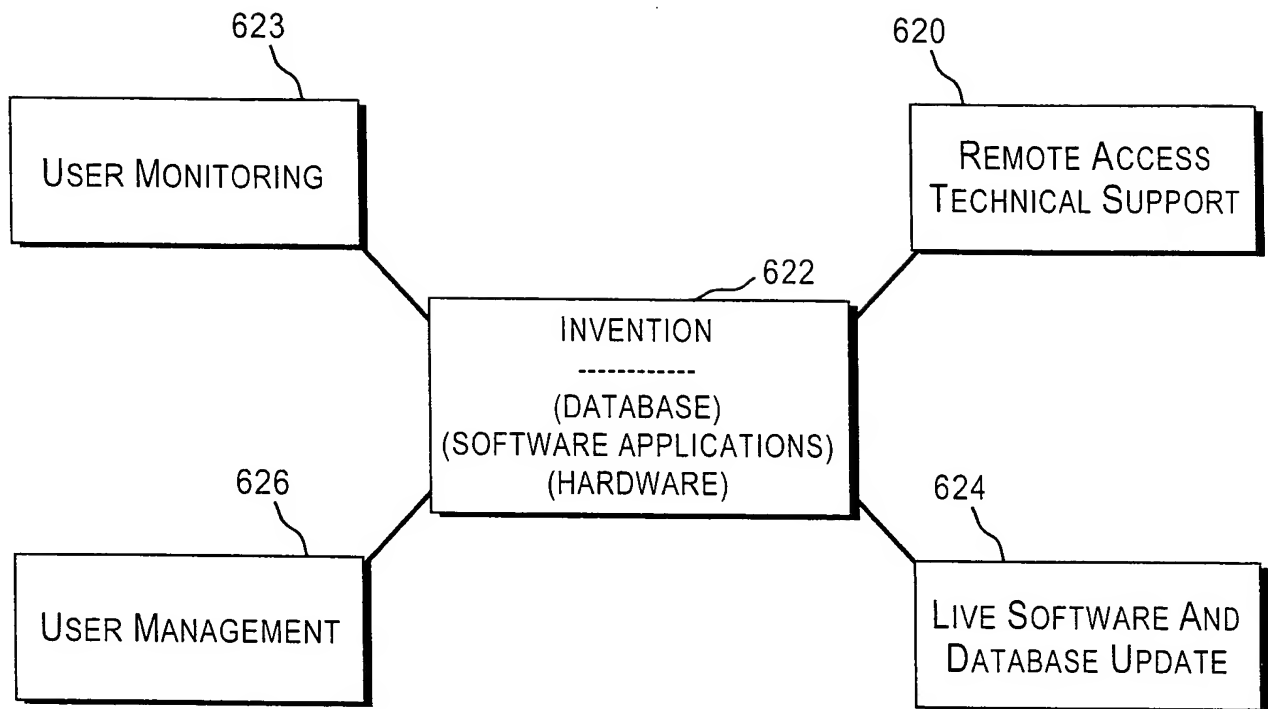 623
620
USER MONITORING
REMOTE ACCESS
TECHNICAL SUPPORT
622
INVENTION
------------
(DATABASE)
(SOFTWARE APPLICATIONS)
(HARDWARE)
626
624
USER MANAGEMENT
LIVE SOFTWARE AND
DATABASE UPDATE